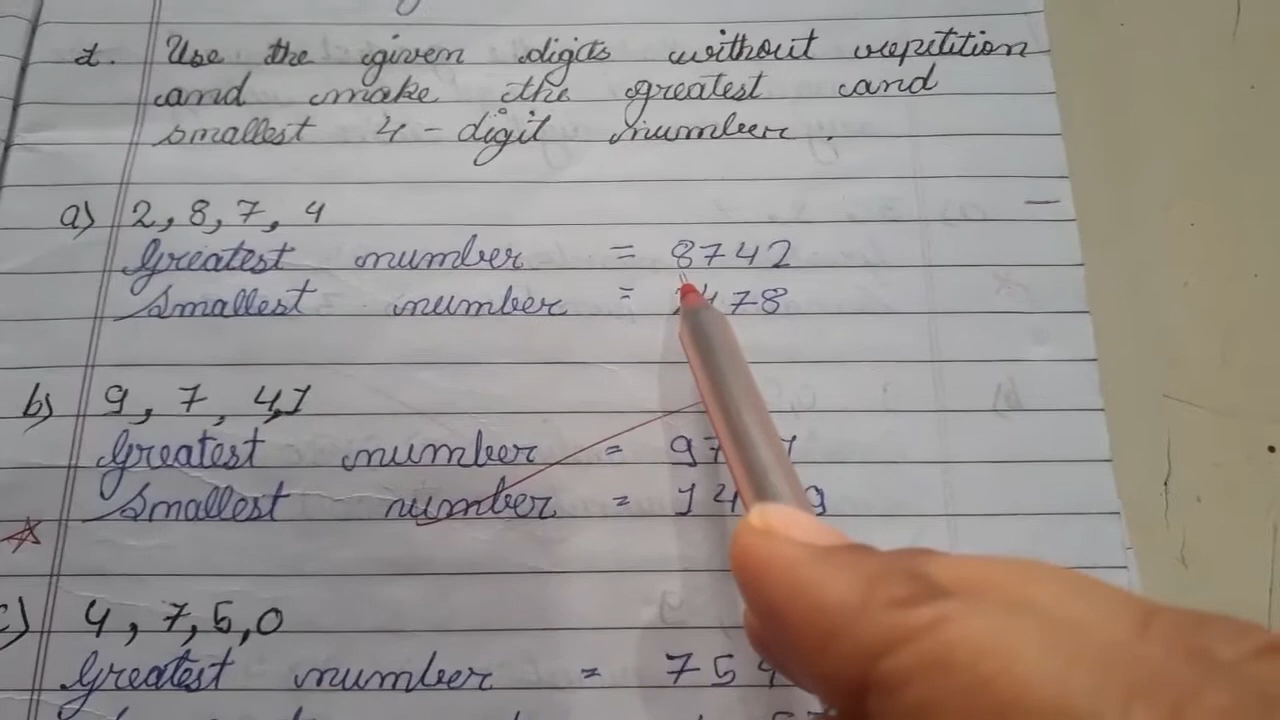 d. Use the given digits without repetition
and make the greatest and
smallest 4-digit number.
a) 2, 8, 7, 4
Greatest number = 8742
Smallest number = 2478
b) 9, 7, 4, 1
Greatest number = 97 1
Smallest number = 14 9
c) 4, 7, 5, 0
Greatest number = 754